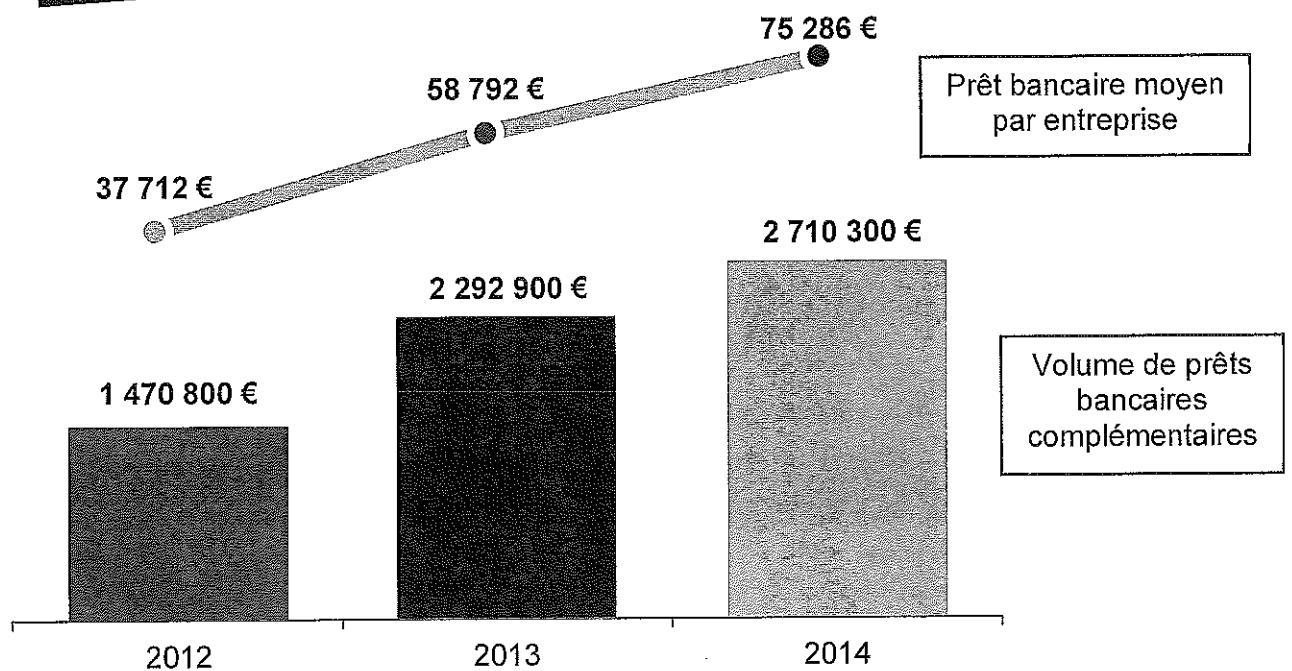 75 286 €
58 792 €
37 712 €
Prêt bancaire moyen
par entreprise
2 710 300 €
2 292 900 €
1 470 800 €
Volume de prêts
bancaires
complémentaires
2012
2013
2014